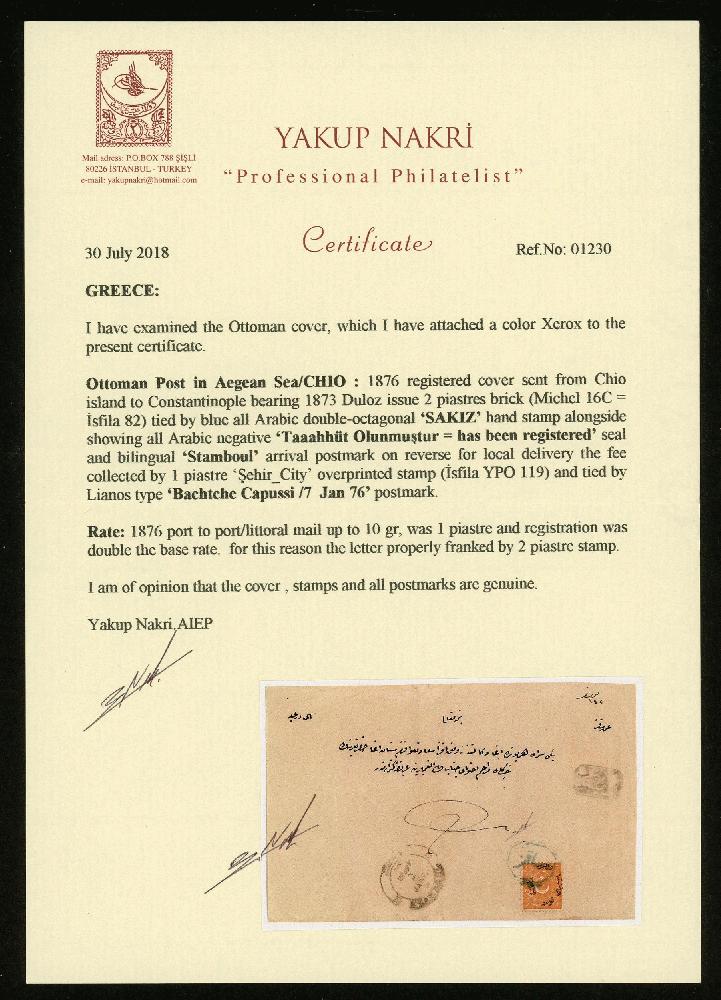 Mail adress: P.O.BOX 788 ŞİŞLİ
80226 İSTANBUL - TURKEY
e-mail: yakupnakri@hotmail.com
YAKUP NAKRİ
“Professional Philatelist”
Certificate
30 July 2018
Ref.No: 01230
GREECE:
I have examined the Ottoman cover, which I have attached a color Xerox to the
present certificate.
Ottoman Post in Aegean Sea/CHIO : 1876 registered cover sent from Chio
island to Constantinople bearing 1873 Duloz issue 2 piastres brick (Michel 16C =
İsfila 82) tied by blue all Arabic double-octagonal ‘SAKIZ’ hand stamp alongside
showing all Arabic negative ‘Taaahhüt Olunmuştur = has been registered’ seal
and bilingual ‘Stamboul’ arrival postmark on reverse for local delivery the fee
collected by 1 piastre ‘Şehir_City’ overprinted stamp (İsfila YPO 119) and tied by
Lianos type ‘Bachtche Capussi /7 Jan 76’ postmark.
Rate: 1876 port to port/littoral mail up to 10 gr, was 1 piastre and registration was
double the base rate. for this reason the letter properly franked by 2 piastre stamp.
I am of opinion that the cover , stamps and all postmarks are genuine.
Yakup Nakri,AIEP